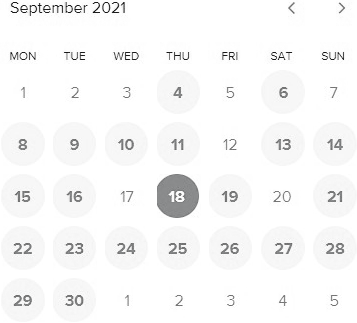 September 2021
MON TUE WED THU FRI SAT SUN
1 2 3 4 5 6 7
8 9 10 11 12 13 14
15 16 17 18 19 20 21
22 23 24 25 26 27 28
29 30 1 2 3 4 5